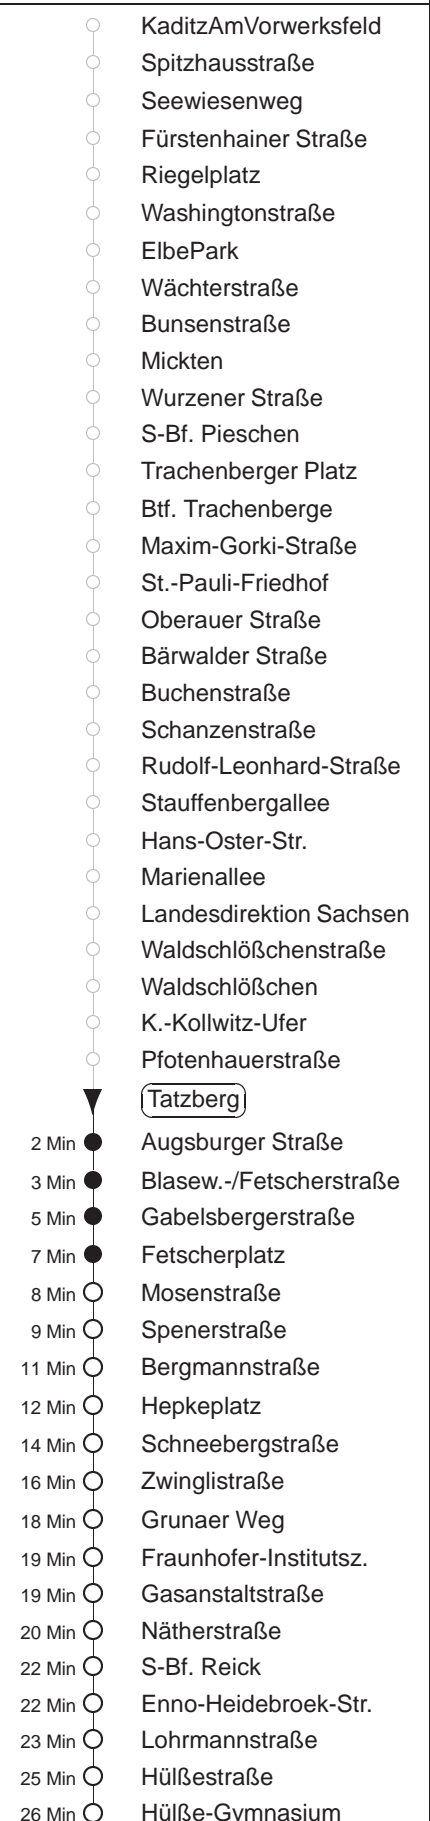 KaditzAmVorwerksfeld
Spitzhausstraße
Seewiesenweg
Fürstenhainer Straße
Riegelplatz
Washingtonstraße
ElbePark
Wächterstraße
Bunsenstraße
Mickten
Wurzener Straße
S-Bf. Pieschen
Trachenberger Platz
Btf. Trachenberge
Maxim-Gorki-Straße
St.-Pauli-Friedhof
Oberauer Straße
Bärwalder Straße
Buchenstraße
Schanzenstraße
Rudolf-Leonhard-Straße
Stauffenbergallee
Hans-Oster-Str.
Marienallee
Landesdirektion Sachsen
Waldschlößchenstraße
Waldschlößchen
K.-Kollwitz-Ufer
Pfotenhauerstraße
Tatzberg
2 Min Augsburger Straße
3 Min Blasew.-/Fetscherstraße
5 Min Gabelsbergerstraße
7 Min Fetscherplatz
8 Min Mosenstraße
9 Min Spenerstraße
11 Min Bergmannstraße
12 Min Hepkeplatz
14 Min Schneebergstraße
16 Min Zwinglistraße
18 Min Grunaer Weg
19 Min Fraunhofer-Institutsz.
19 Min Gasanstaltstraße
20 Min Nätherstraße
22 Min S-Bf. Reick
22 Min Enno-Heidebroek-Str.
23 Min Lohrmannstraße
25 Min Hülßestraße
26 Min Hülße-Gymnasium